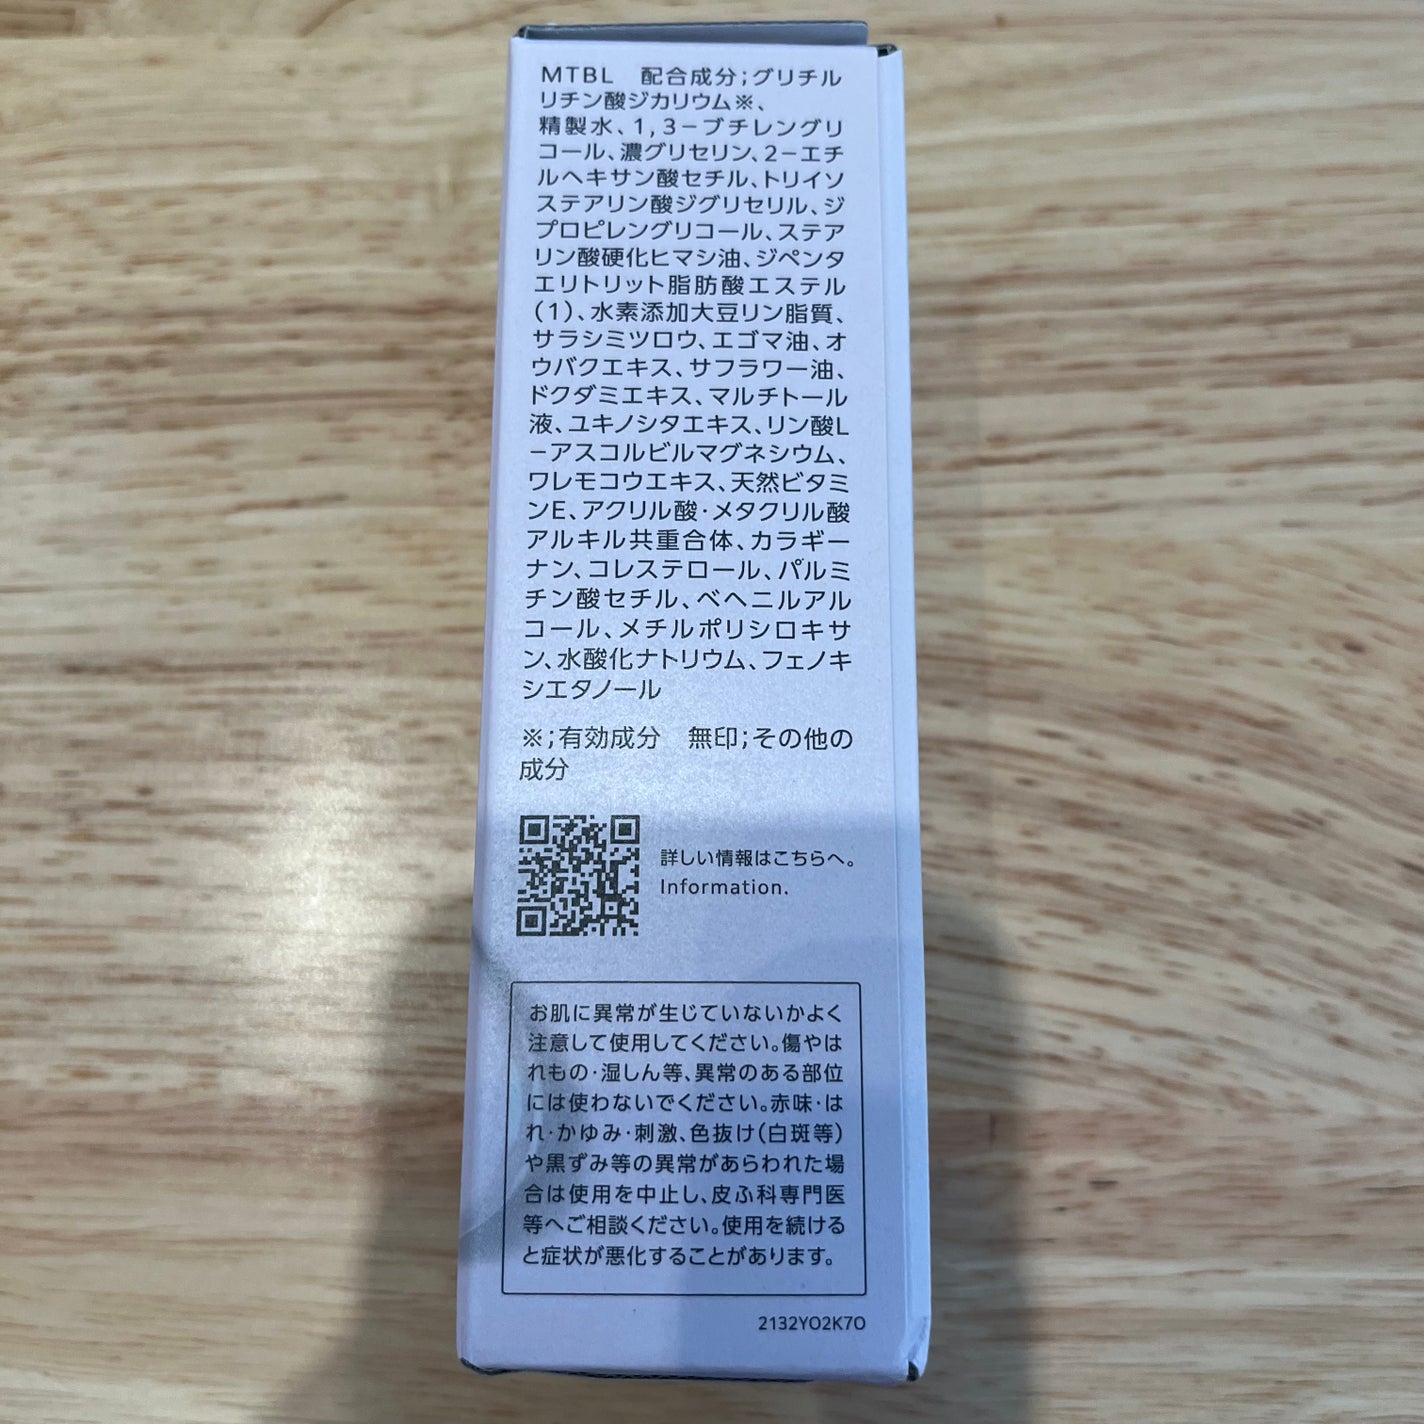 MTBL　配合成分;グリチル
リチン酸ジカリウム※、
精製水、1,3−ブチレングリ
コール、濃グリセリン、2−エチ
ルヘキサン酸セチル、トリイソ
ステアリン酸ジグリセリル、ジ
プロピレングリコール、ステア
リン酸硬化ヒマシ油、ジペンタ
エリトリット脂肪酸エステル
(1)、水素添加大豆リン脂質、
サラシミツロウ、エゴマ油、オ
ウバクエキス、サフラワー油、
ドクダミエキス、マルチトール
液、ユキノシタエキス、リン酸L
−アスコルビルマグネシウム、
ワレモコウエキス、天然ビタミ
ンE、アクリル酸・メタクリル酸
アルキル共重合体、カラギー
ナン、コレステロール、パルミ
チン酸セチル、ベヘニルアル
コール、メチルポリシロキサ
ン、水酸化ナトリウム、フェノキ
シエタノール
※;有効成分　無印;その他の
成分
詳しい情報はこちらへ。
Information.
お肌に異常が生じていないかよく
注意して使用してください。傷やは
れもの・湿しん等、異常のある部位
には使わないでください。赤味・は
れ・かゆみ・刺激、色抜け(白斑等)
や黒ずみ等の異常があらわれた場
合は使用を中止し、皮ふ科専門医
等へご相談ください。使用を続ける
と症状が悪化することがあります。
2132YO2K7O